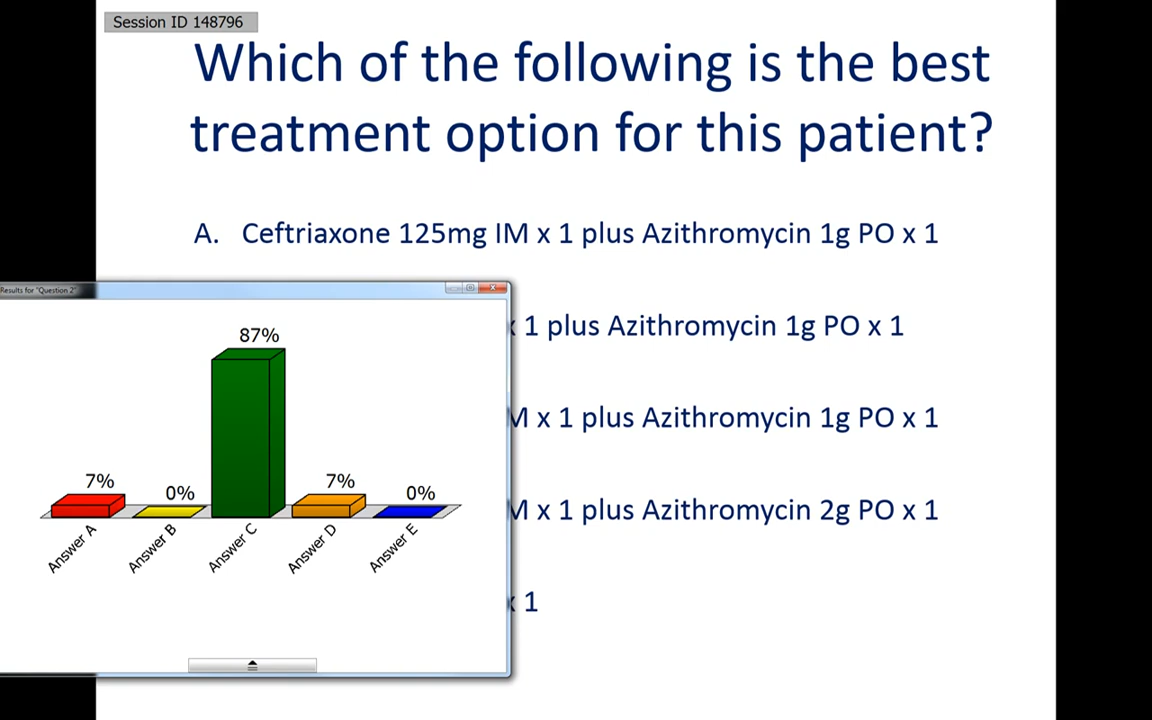 Session ID 148796
Which of the following is the best
treatment option for this patient?
A. Ceftriaxone 125mg IM x 1 plus Azithromycin 1g PO x 1
Results for "Question 2"
1 plus Azithromycin 1g PO x 1
x 1 plus Azithromycin 1g PO x 1
x 1 plus Azithromycin 2g PO x 1
1
87%
7%
0%
7%
0%
Answer A
Answer B
Answer C
Answer D
Answer E